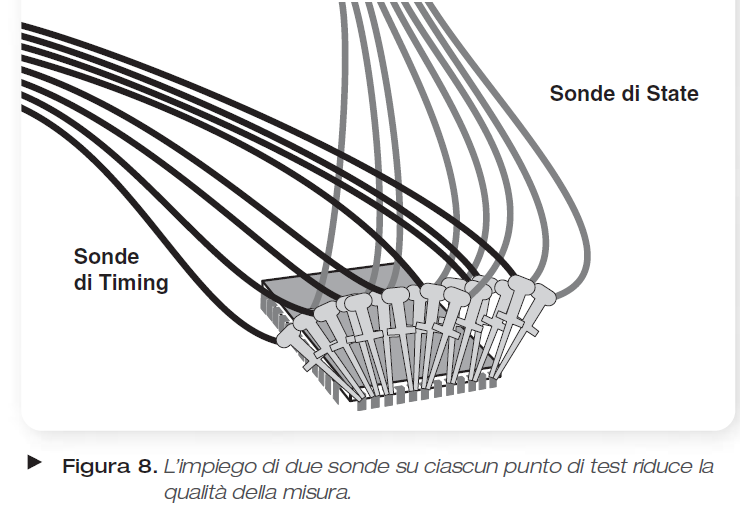 Sonde di State
Sonde
di Timing
Figura 8. L'impiego di due sonde su ciascun punto di test riduce la
qualità della misura.